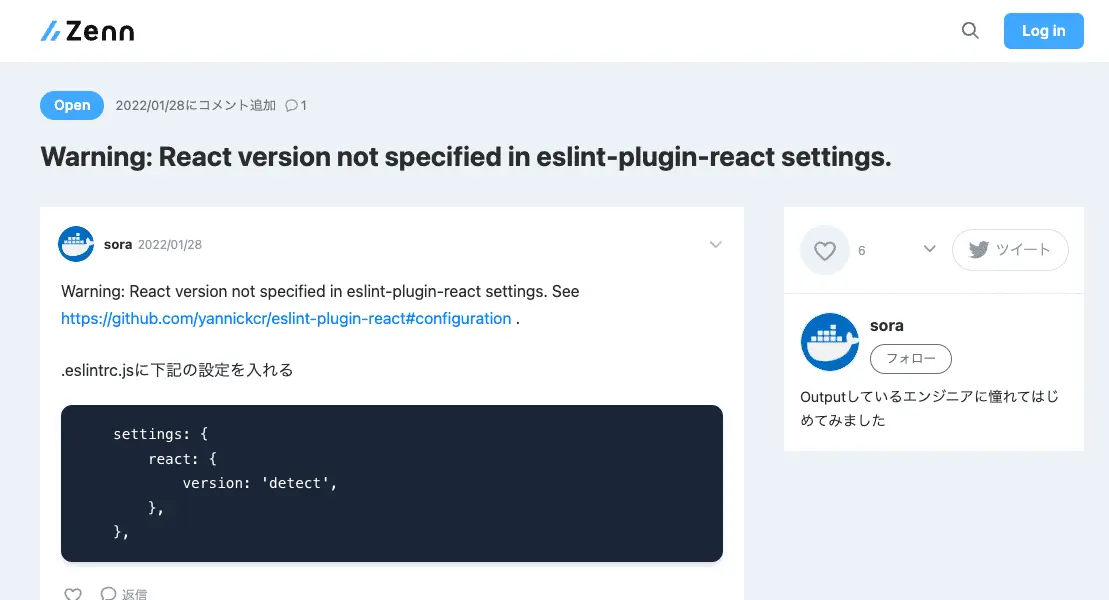 Zenn
Log in
Open 2022/01/28にコメント追加 1
Warning: React version not specified in eslint-plugin-react settings.
sora 2022/01/28
Warning: React version not specified in eslint-plugin-react settings. See
https://github.com/yannickcr/eslint-plugin-react#configuration .
.eslintrc.jsに下記の設定を入れる
settings: {
react: {
version: 'detect',
},
},
返信
6
ツイート
sora
フォロー
Outputしているエンジニアに憧れてはじ
めてみました